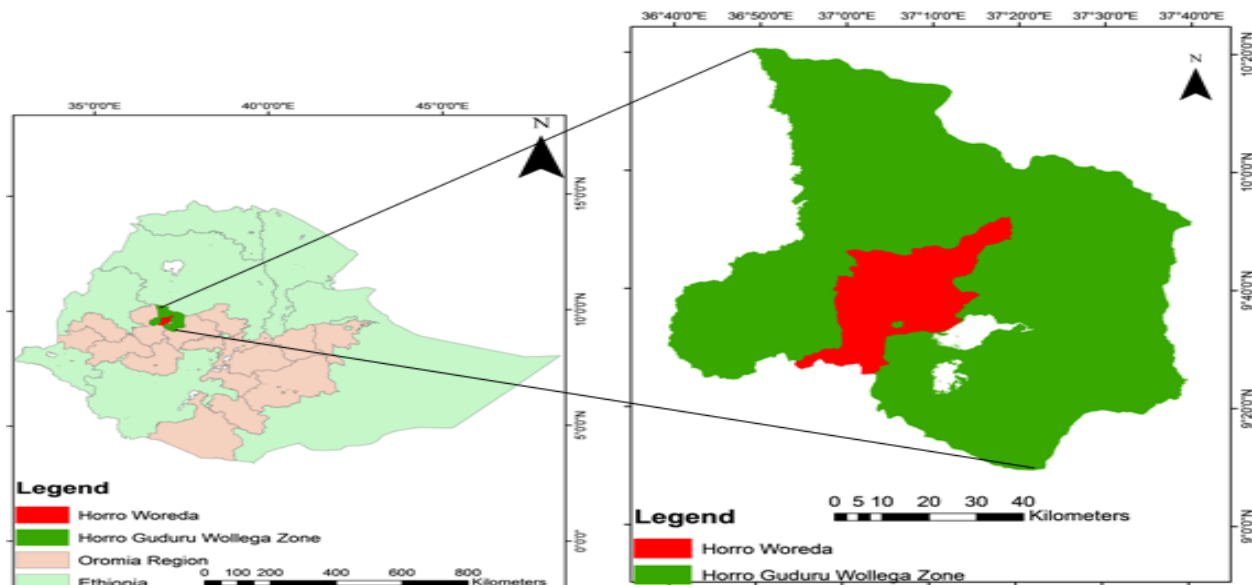 35°0'0"E 40°0'0"E 45°0'0"E
N
15°0'0"N
10°0'0"N
5°0'0"N
0°0'0"
Legend
Horro Woreda
Horro Guduru Wollega Zone
Oromia Region
Ethiopia
0 100 200 400 600 800
Kilometers
36°40'0"E 36°50'0"E 37°0'0"E 37°10'0"E 37°20'0"E 37°30'0"E 37°40'0"E
N
10°20'0"N
10°0'0"N
9°40'0"N
9°20'0"N
9°0'0"N
0 5 10 20 30 40
Kilometers
Legend
Horro Woreda
Horro Guduru Wollega Zone